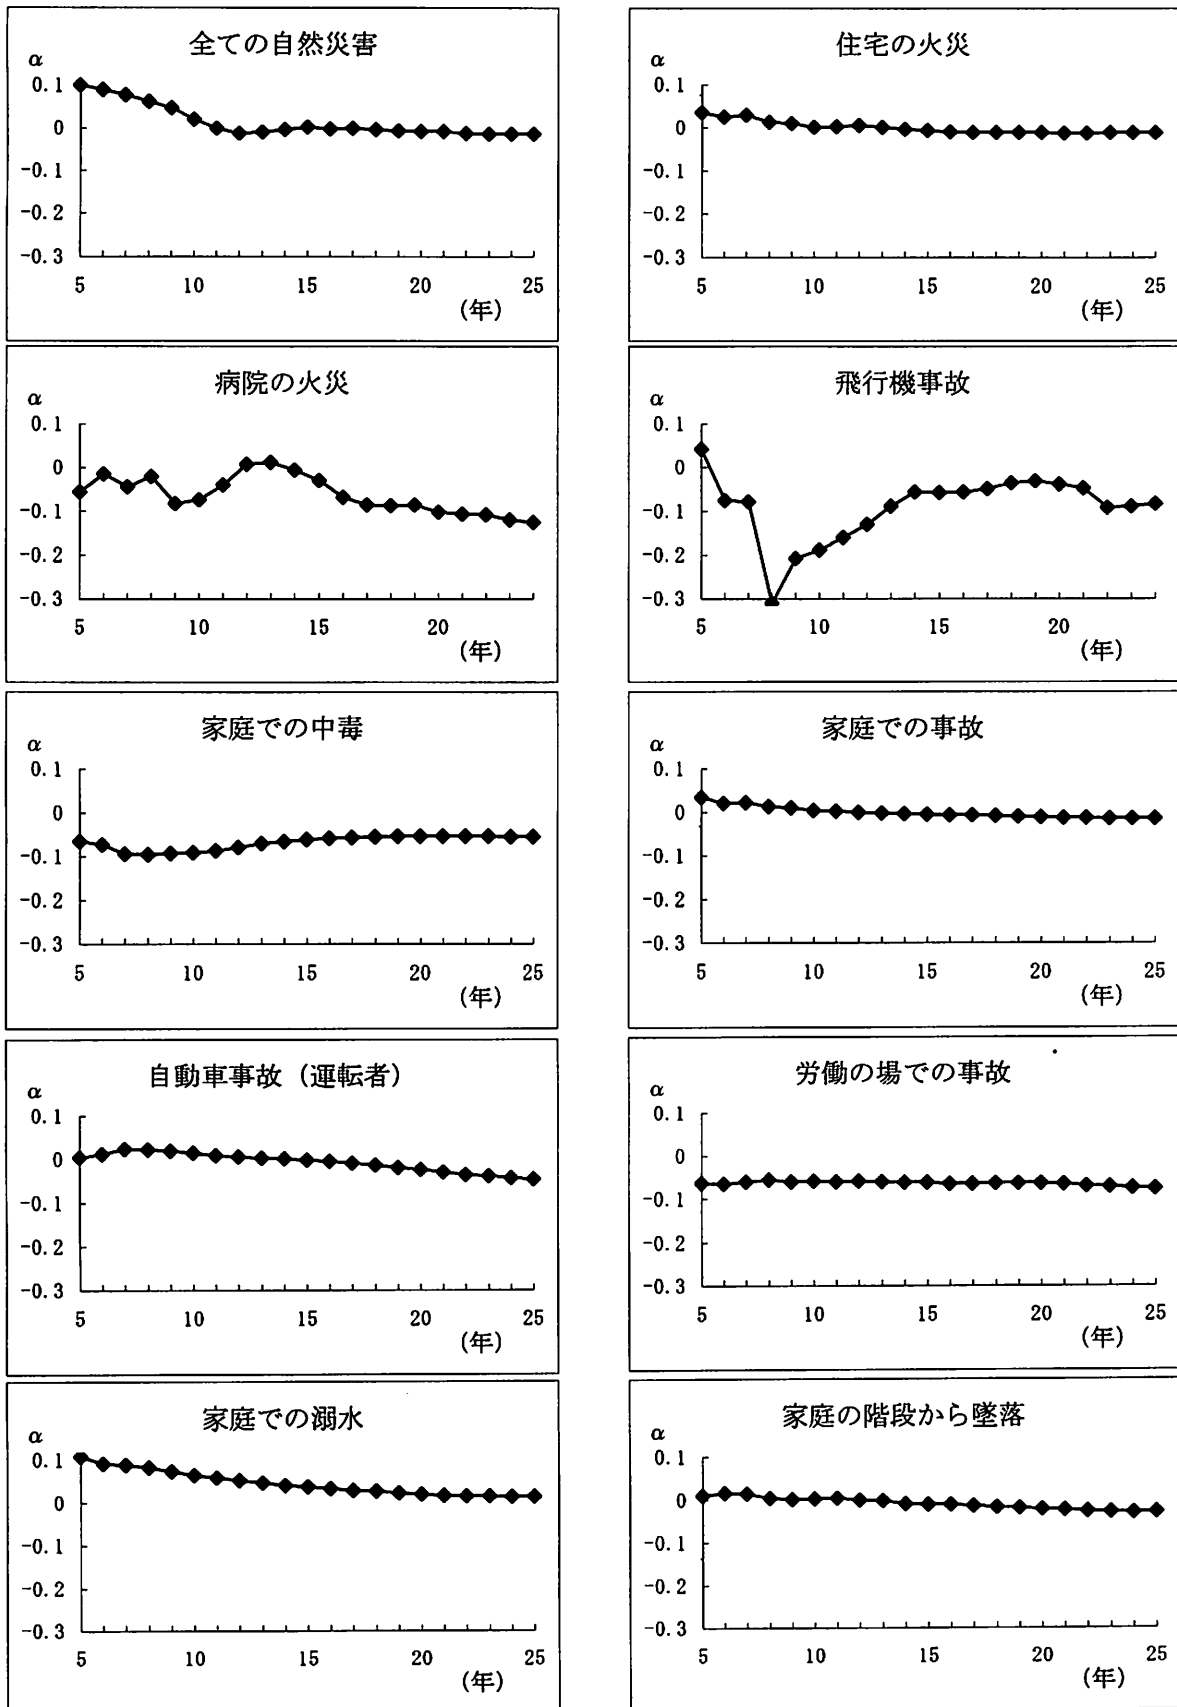 全ての自然災害
α
0.1
0
-0.1
-0.2
-0.3
5 10 15 20 25
(年)
住宅の火災
α
0.1
0
-0.1
-0.2
-0.3
5 10 15 20 25
(年)
病院の火災
α
0.1
0
-0.1
-0.2
-0.3
5 10 15 20
(年)
飛行機事故
α
0.1
0
-0.1
-0.2
-0.3
5 10 15 20
(年)
家庭での中毒
α
0.1
0
-0.1
-0.2
-0.3
5 10 15 20 25
(年)
家庭での事故
α
0.1
0
-0.1
-0.2
-0.3
5 10 15 20 25
(年)
自動車事故（運転者）
α
0.1
0
-0.1
-0.2
-0.3
5 10 15 20 25
(年)
労働の場での事故
α
0.1
0
-0.1
-0.2
-0.3
5 10 15 20 25
(年)
家庭での溺水
α
0.1
0
-0.1
-0.2
-0.3
5 10 15 20 25
(年)
家庭の階段から墜落
α
0.1
0
-0.1
-0.2
-0.3
5 10 15 20 25
(年)